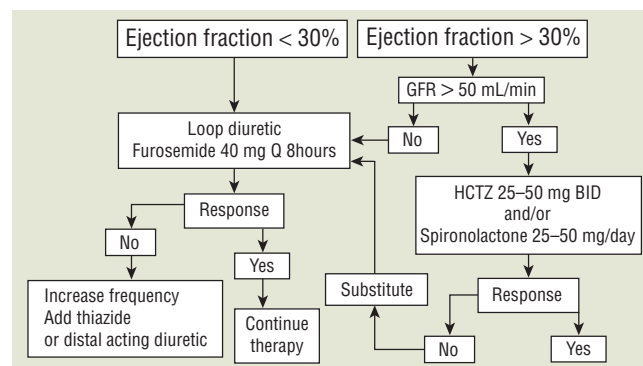 Ejection fraction < 30%
Ejection fraction > 30%
GFR > 50 mL/min
No
Yes
Loop diuretic
Furosemide 40 mg Q 8hours
HCTZ 25–50 mg BID
and/or
Spironolactone 25–50 mg/day
Response
No
Yes
Increase frequency
Add thiazide
or distal acting diuretic
Continue
therapy
Substitute
Response
No
Yes